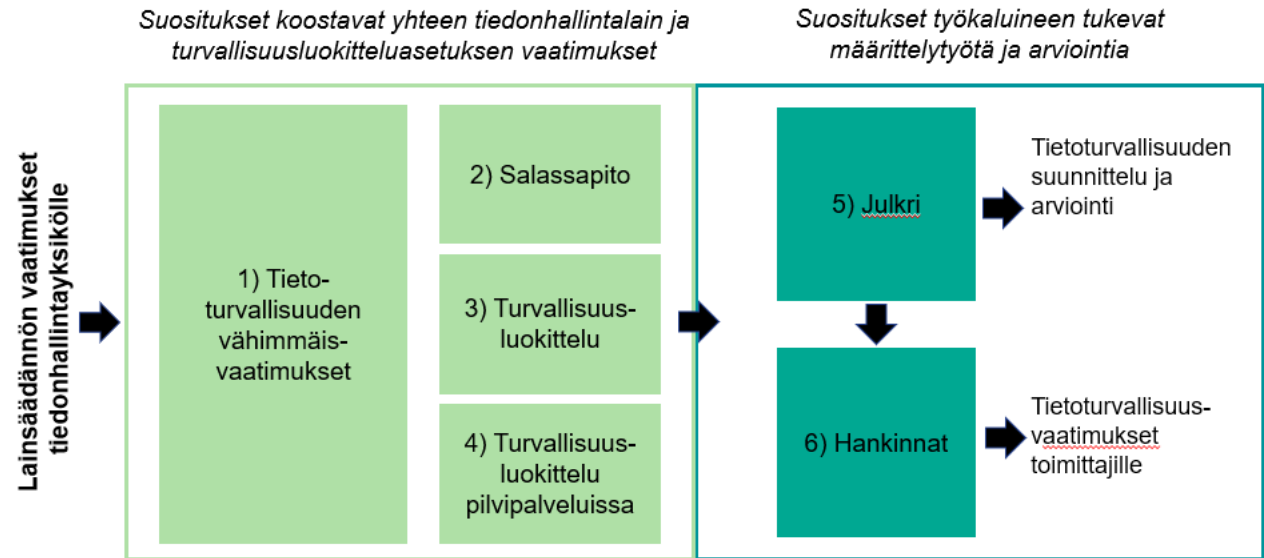 Suositukset koostavat yhteen tiedonhallintalain ja
turvallisuusluokitteluasetuksen vaatimukset
Suositukset työkaluineen tukevat
määrittelytyötä ja arviointia
Lainsäädännön vaatimukset
tiedonhallintayksikölle
1) Tieto-
turvallisuuden
vähimmäis-
vaatimukset
2) Salassapito
3) Turvallisuus-
luokittelu
4) Turvallisuus-
luokittelu
pilvipalveluissa
5) Julkri
Tietoturvallisuuden
suunnittelu ja
arviointi
6) Hankinnat
Tietoturvallisuus-
vaatimukset
toimittajille